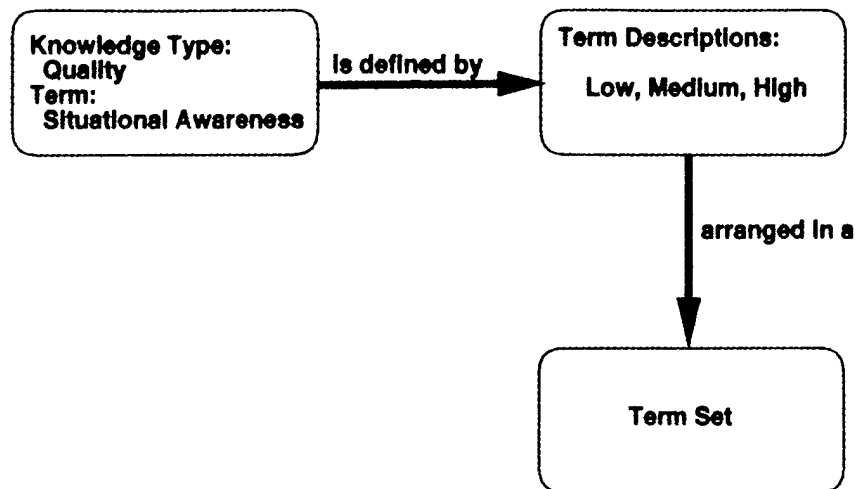 Knowledge Type:
Quality
Term:
Situational Awareness
is defined by
Term Descriptions:
Low, Medium, High
arranged in a
Term Set